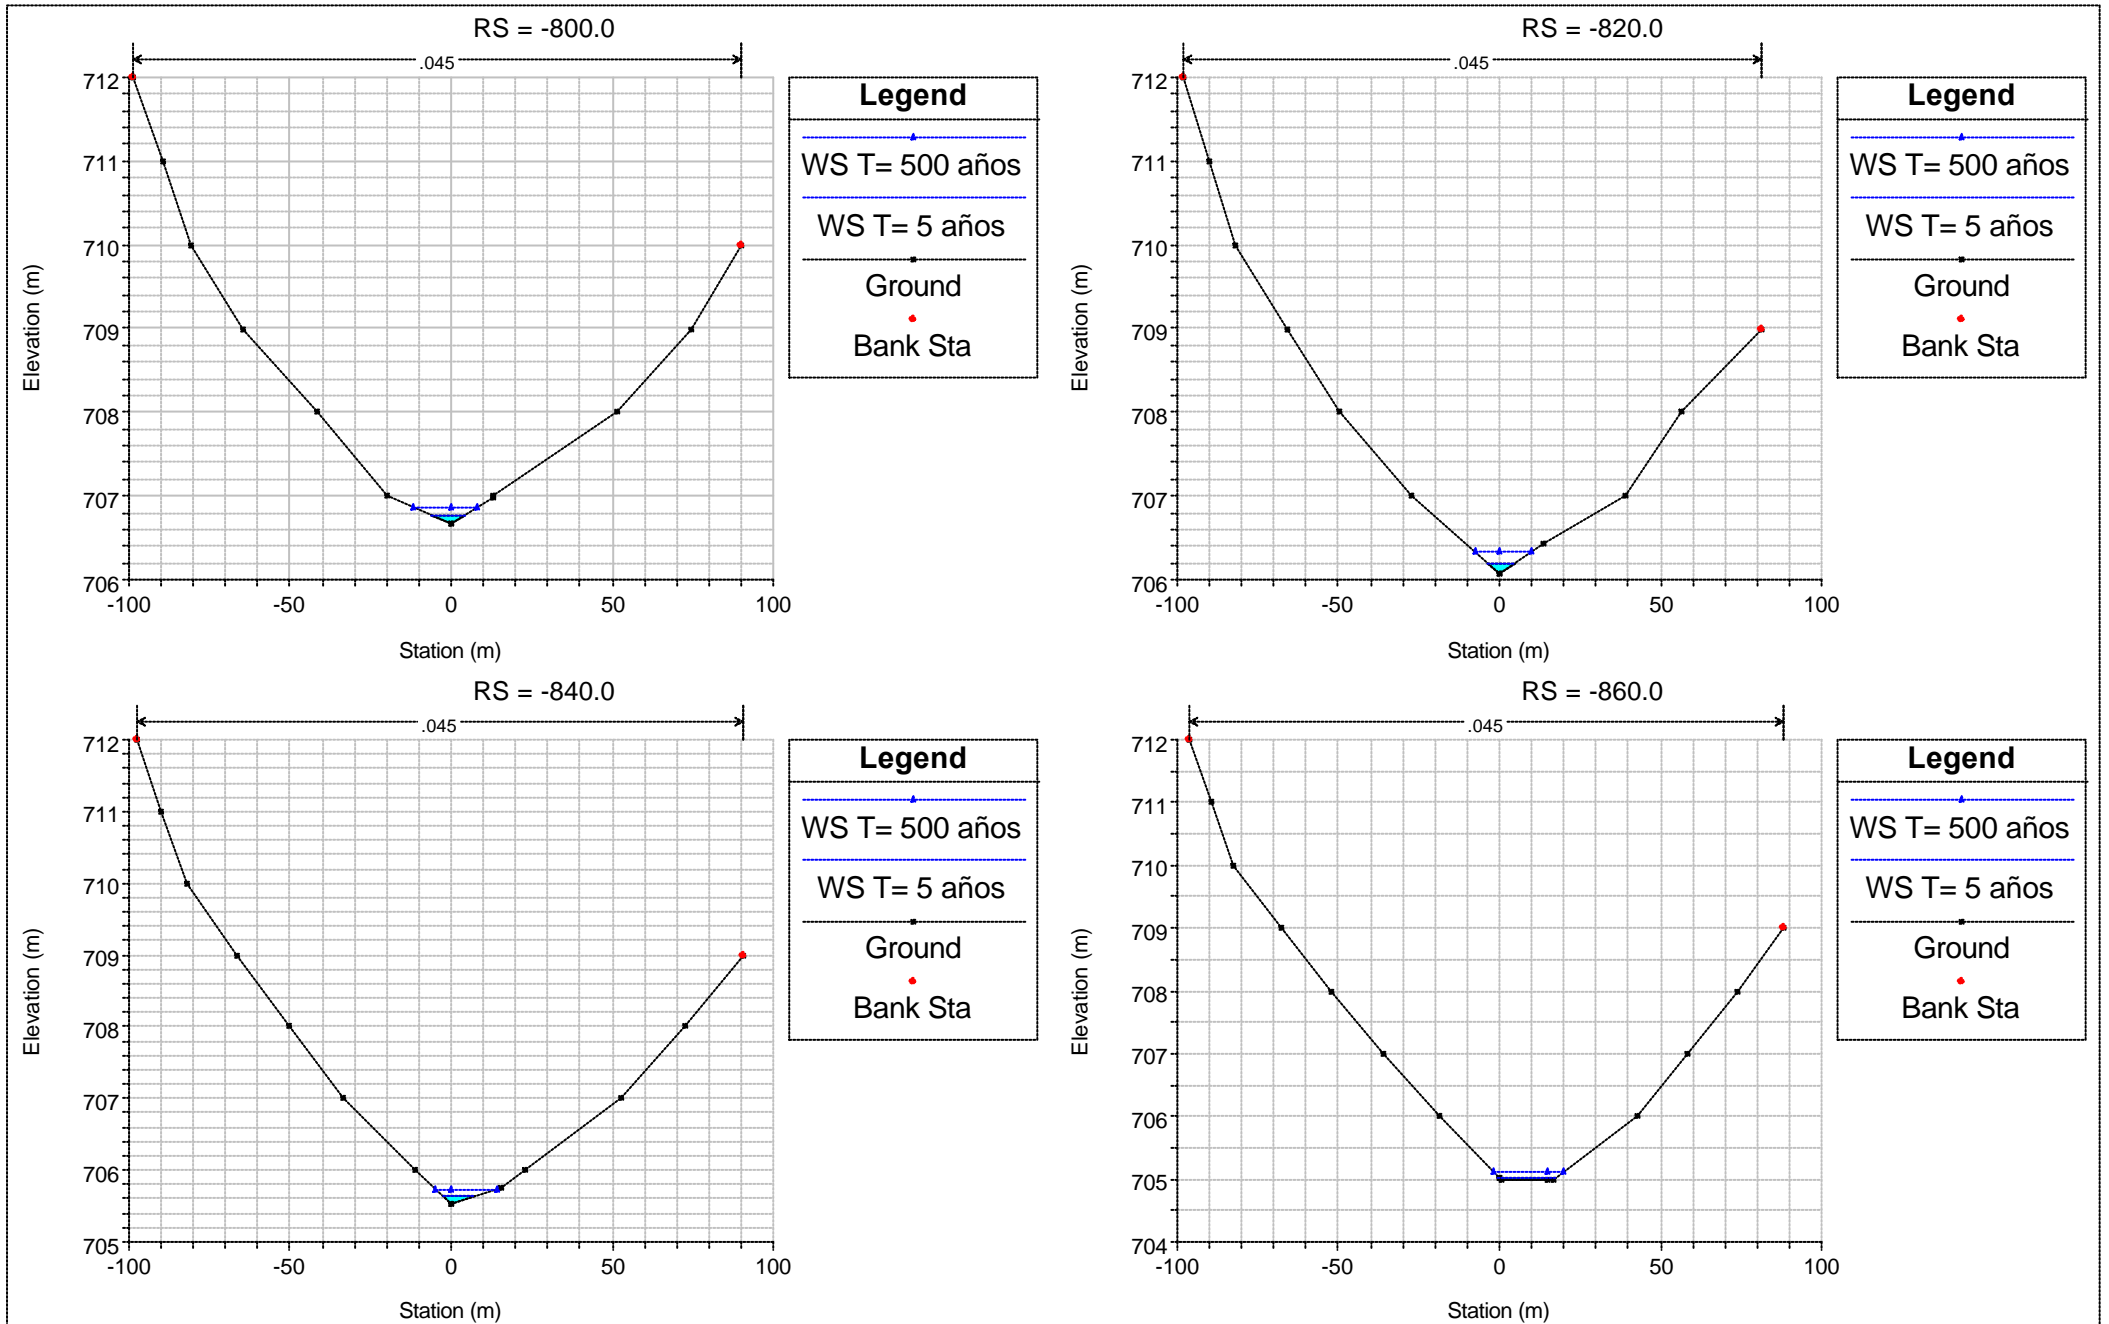 RS = -800.0
.045
712
711
710
709
708
707
706
Elevation (m)
-100
-50
0
50
100
Station (m)
Legend
WS T= 500 años
WS T= 5 años
Ground
Bank Sta
RS = -820.0
.045
712
711
710
709
708
707
706
Elevation (m)
-100
-50
0
50
100
Station (m)
Legend
WS T= 500 años
WS T= 5 años
Ground
Bank Sta
RS = -840.0
.045
712
711
710
709
708
707
706
705
Elevation (m)
-100
-50
0
50
100
Station (m)
Legend
WS T= 500 años
WS T= 5 años
Ground
Bank Sta
RS = -860.0
.045
712
711
710
709
708
707
706
705
704
Elevation (m)
-100
-50
0
50
100
Station (m)
Legend
WS T= 500 años
WS T= 5 años
Ground
Bank Sta